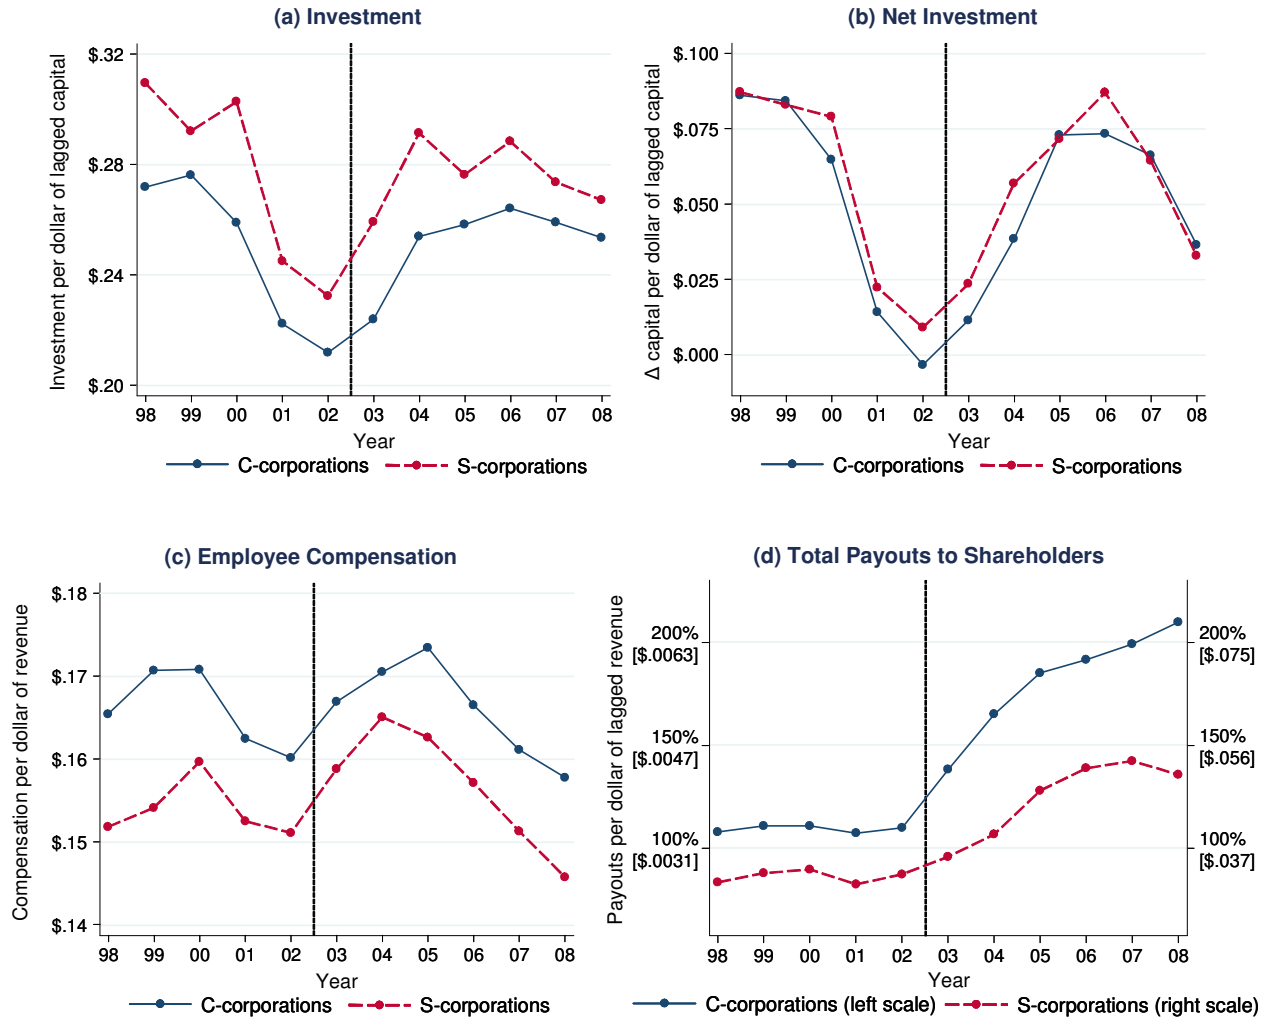 (a) Investment
Investment per dollar of lagged capital
$.32
$.28
$.24
$.20
98 99 00 01 02 03 04 05 06 07 08
Year
C-corporations S-corporations
(b) Net Investment
Δ capital per dollar of lagged capital
$.100
$.075
$.050
$.025
$.000
98 99 00 01 02 03 04 05 06 07 08
Year
C-corporations S-corporations
(c) Employee Compensation
Compensation per dollar of revenue
$.18
$.17
$.16
$.15
$.14
98 99 00 01 02 03 04 05 06 07 08
Year
C-corporations S-corporations
(d) Total Payouts to Shareholders
Payouts per dollar of lagged revenue
200%
[$.0063]
150%
[$.0047]
100%
[$.0031]
200%
[$.075]
150%
[$.056]
100%
[$.037]
98 99 00 01 02 03 04 05 06 07 08
Year
C-corporations (left scale) S-corporations (right scale)